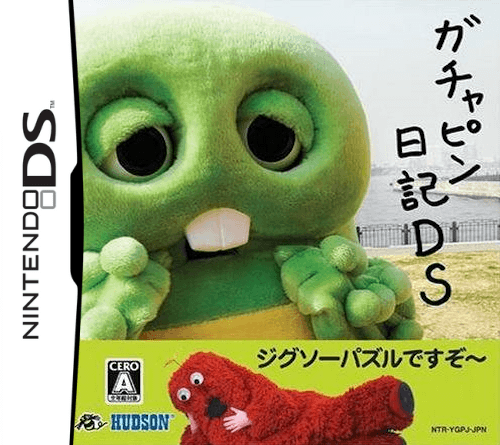 NINTENDO DS™
ガチャピン
日記DS
ジグソーパズルですぞ～
CERO
A
全年齢対象
HUDSON
NTR-YGPJ-JPN